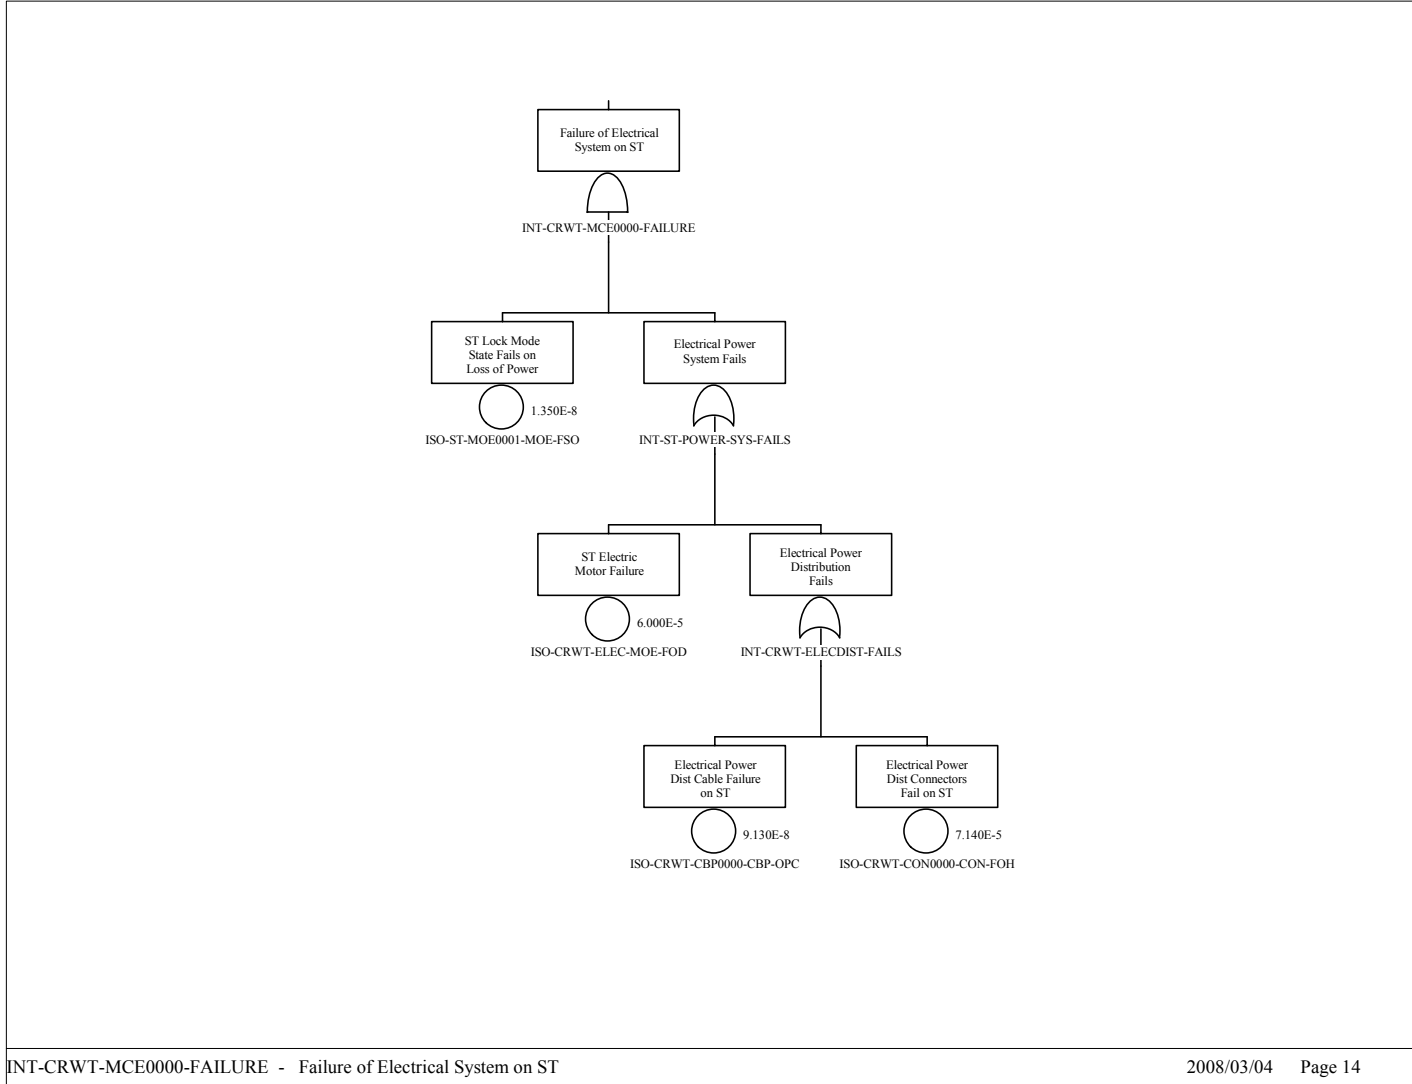 Failure of Electrical
System on ST
INT-CRWT-MCE0000-FAILURE
ST Lock Mode
State Fails on
Loss of Power
1.350E-8
ISO-ST-MOE0001-MOE-FSO
Electrical Power
System Fails
INT-ST-POWER-SYS-FAILS
ST Electric
Motor Failure
6.000E-5
ISO-CRWT-ELEC-MOE-FOD
Electrical Power
Distribution
Fails
INT-CRWT-ELECDIST-FAILS
Electrical Power
Dist Cable Failure
on ST
9.130E-8
ISO-CRWT-CBP0000-CBP-OPC
Electrical Power
Dist Connectors
Fail on ST
7.140E-5
ISO-CRWT-CON0000-CON-FOH
INT-CRWT-MCE0000-FAILURE - Failure of Electrical System on ST
2008/03/04 Page 14